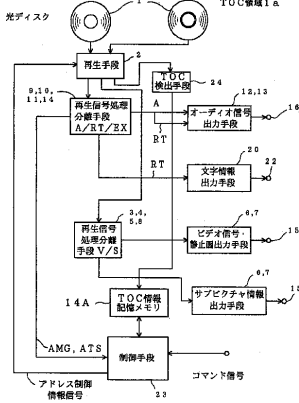 1
TOC領域1a
光ディスク
再生手段
2
TOC
検出手段
24
9,10,
11,14
再生信号処理
分離手段
A/RT/EX
A
RT
12,13
オーディオ信号
出力手段
16
RT
20
文字情報
出力手段
22
3,4,
5,8
再生信号
処理分離
手段V/S
6,7
ビデオ信号・
静止画出力手段
15
14A
TOC情報
記憶メモリ
6,7
サブピクチャ情報
出力手段
15
AMG,ATS
制御手段
23
コマンド信号
アドレス制御
情報信号